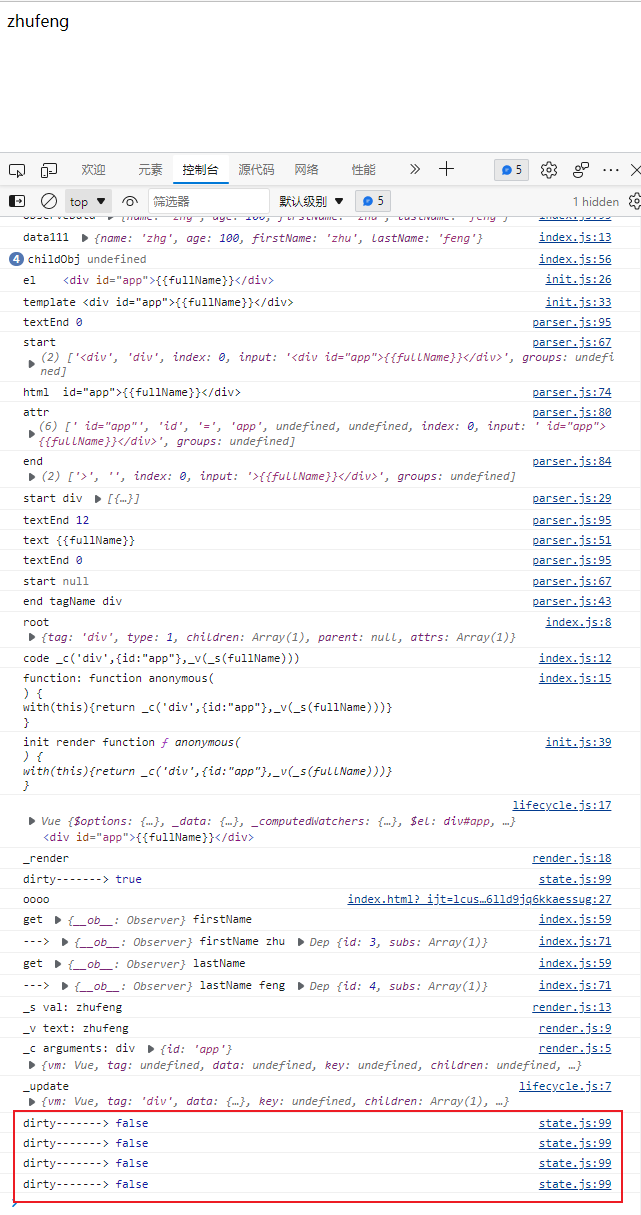 zhufeng
欢迎 元素 控制台 源代码 网络 性能 5
top 筛选器 默认级别 5 1 hidden
observeData {name: 'zhg', age: 100, firstName: 'zhu', lastName: 'feng'} index.js:53
data111 {name: 'zhg', age: 100, firstName: 'zhu', lastName: 'feng'} index.js:13
4 childObj undefined index.js:56
el <div id="app">{{fullName}}</div> init.js:26
template <div id="app">{{fullName}}</div> init.js:33
textEnd 0 parser.js:95
start parser.js:67
(2) ['<div', 'div', index: 0, input: '<div id="app">{{fullName}}</div>', groups: undefi
ned]
html id="app">{{fullName}}</div> parser.js:74
attr parser.js:80
(6) [' id="app"', 'id', '=', 'app', undefined, undefined, index: 0, input: ' id="app">
{{fullName}}</div>', groups: undefined]
end parser.js:84
(2) ['>', '', index: 0, input: '>{{fullName}}</div>', groups: undefined]
start div [{…}] parser.js:29
textEnd 12 parser.js:95
text {{fullName}} parser.js:51
textEnd 0 parser.js:95
start null parser.js:67
end tagName div parser.js:43
root index.js:8
{tag: 'div', type: 1, children: Array(1), parent: null, attrs: Array(1)}
code _c('div',{id:"app"},_v(_s(fullName))) index.js:12
function: function anonymous( index.js:15
) {
with(this){return _c('div',{id:"app"},_v(_s(fullName)))}
}
init render function ƒ anonymous( init.js:39
) {
with(this){return _c('div',{id:"app"},_v(_s(fullName)))}
}
lifecycle.js:17
Vue {$options: {…}, _data: {…}, _computedWatchers: {…}, $el: div#app, …}
<div id="app">{{fullName}}</div>
_render render.js:18
dirty-------> true state.js:99
oooo index.html?_ijt=lcus…6lld9jq6kkaessug:27
get {__ob__: Observer} firstName index.js:59
---> {__ob__: Observer} firstName zhu Dep {id: 3, subs: Array(1)} index.js:71
get {__ob__: Observer} lastName index.js:59
---> {__ob__: Observer} lastName feng Dep {id: 4, subs: Array(1)} index.js:71
_s val: zhufeng render.js:13
_v text: zhufeng render.js:9
_c arguments: div {id: 'app'} render.js:5
{vm: Vue, tag: undefined, data: undefined, key: undefined, children: undefined, …}
_update lifecycle.js:7
{vm: Vue, tag: 'div', data: {…}, key: undefined, children: Array(1), …}
dirty-------> false state.js:99
dirty-------> false state.js:99
dirty-------> false state.js:99
dirty-------> false state.js:99